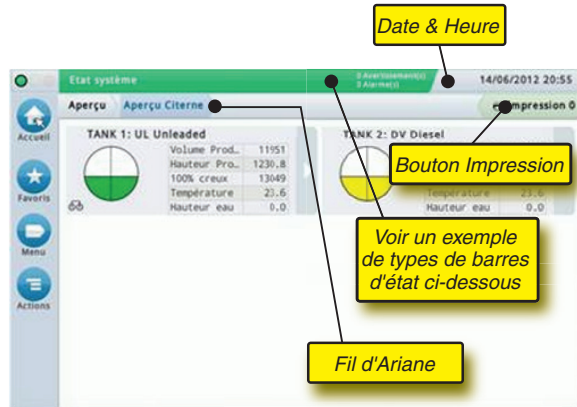 Date & Heure
Etat système
0 Avertissement(s)
0 Alarme(s)
14/06/2012 20:55
Aperçu
Aperçu Citerne
Impression
Accueil
Favoris
Menu
Actions
TANK 1: UL Unleaded
Volume Prod..
11951
Hauteur Pro..
1230.8
100% creux
13049
Température
23.6
Hauteur eau
0.0
TANK 2: DV Diesel
Température
23.6
Hauteur eau
0.0
Bouton Impression
Voir un exemple
de types de barres
d'état ci-dessous
Fil d'Ariane